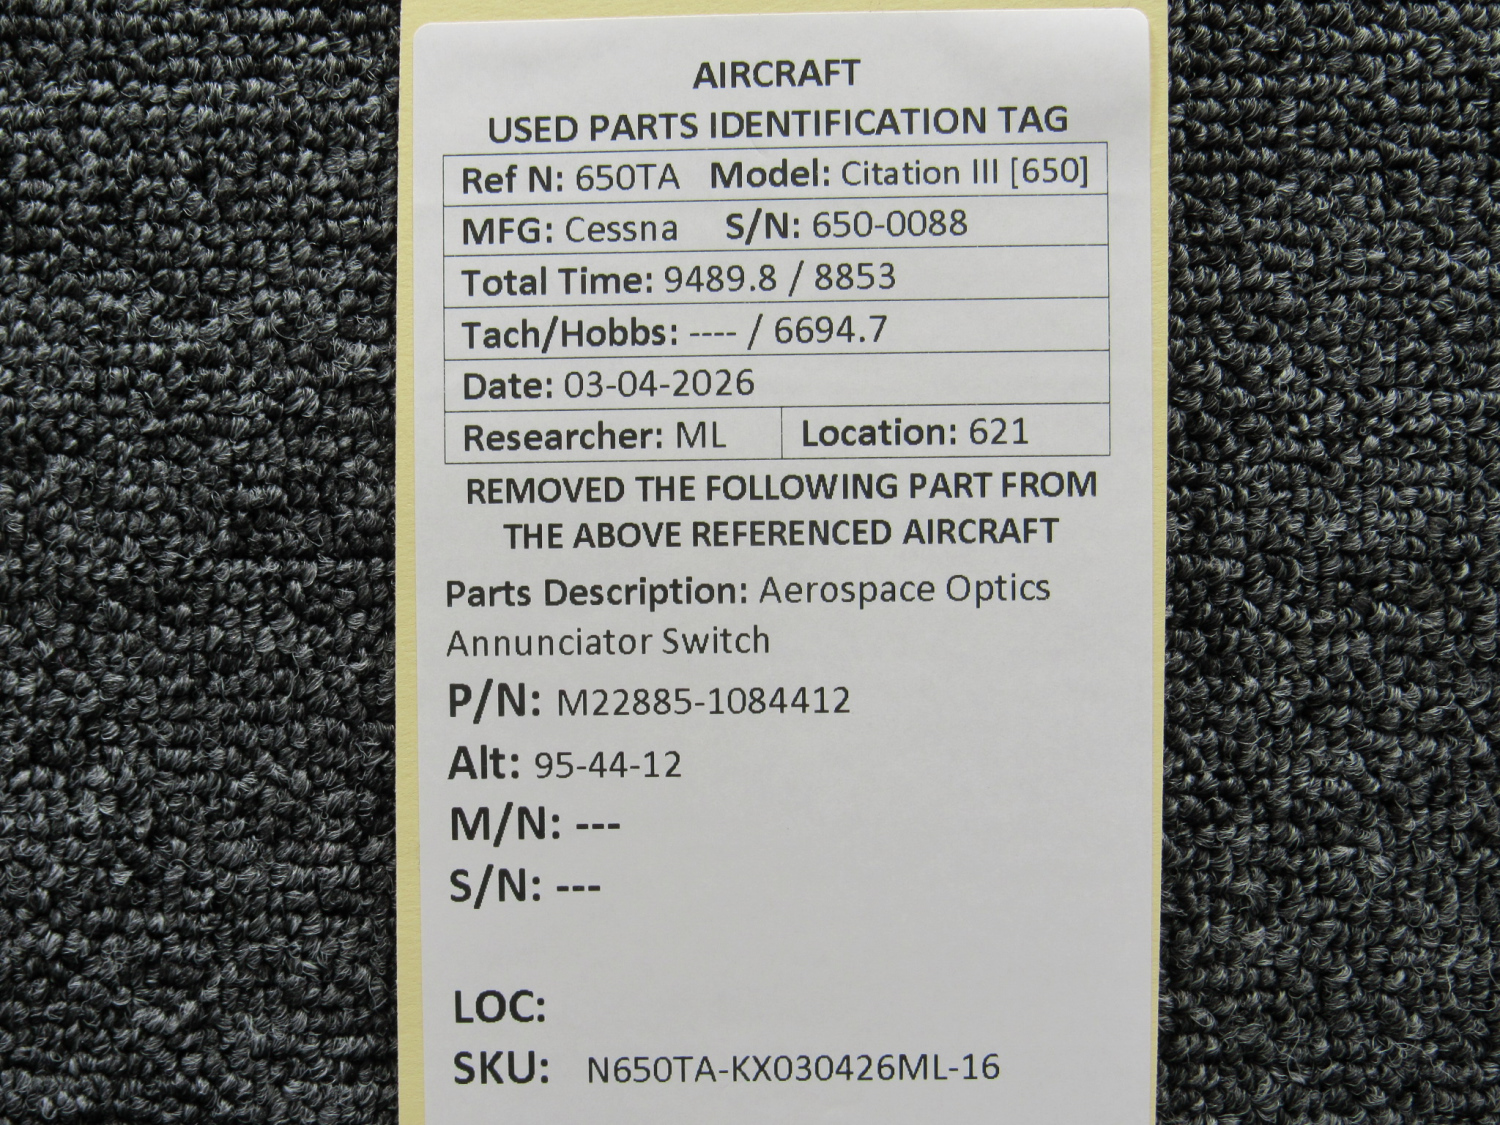 AIRCRAFT
USED PARTS IDENTIFICATION TAG
Ref N: 650TA Model: Citation III [650]
MFG: Cessna S/N: 650-0088
Total Time: 9489.8 / 8853
Tach/Hobbs: ---- / 6694.7
Date: 03-04-2026
Researcher: ML Location: 621
REMOVED THE FOLLOWING PART FROM
THE ABOVE REFERENCED AIRCRAFT
Parts Description: Aerospace Optics
Annunciator Switch
P/N: M22885-1084412
Alt: 95-44-12
M/N: ---
S/N: ---
LOC:
SKU: N650TA-KX030426ML-16